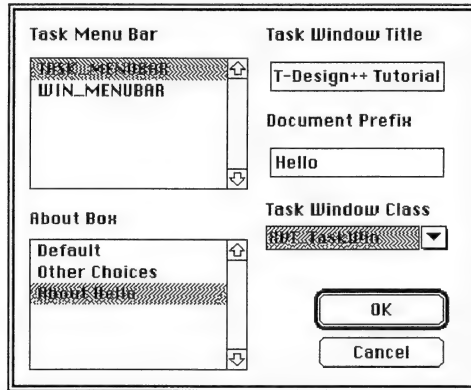 Task Menu Bar
TASK_MENUBAR
WIN_MENUBAR
About Box
Default
Other Choices
About Hello
Task Window Title
T-Design++ Tutorial
Document Prefix
Hello
Task Window Class
TaskWin
OK
Cancel